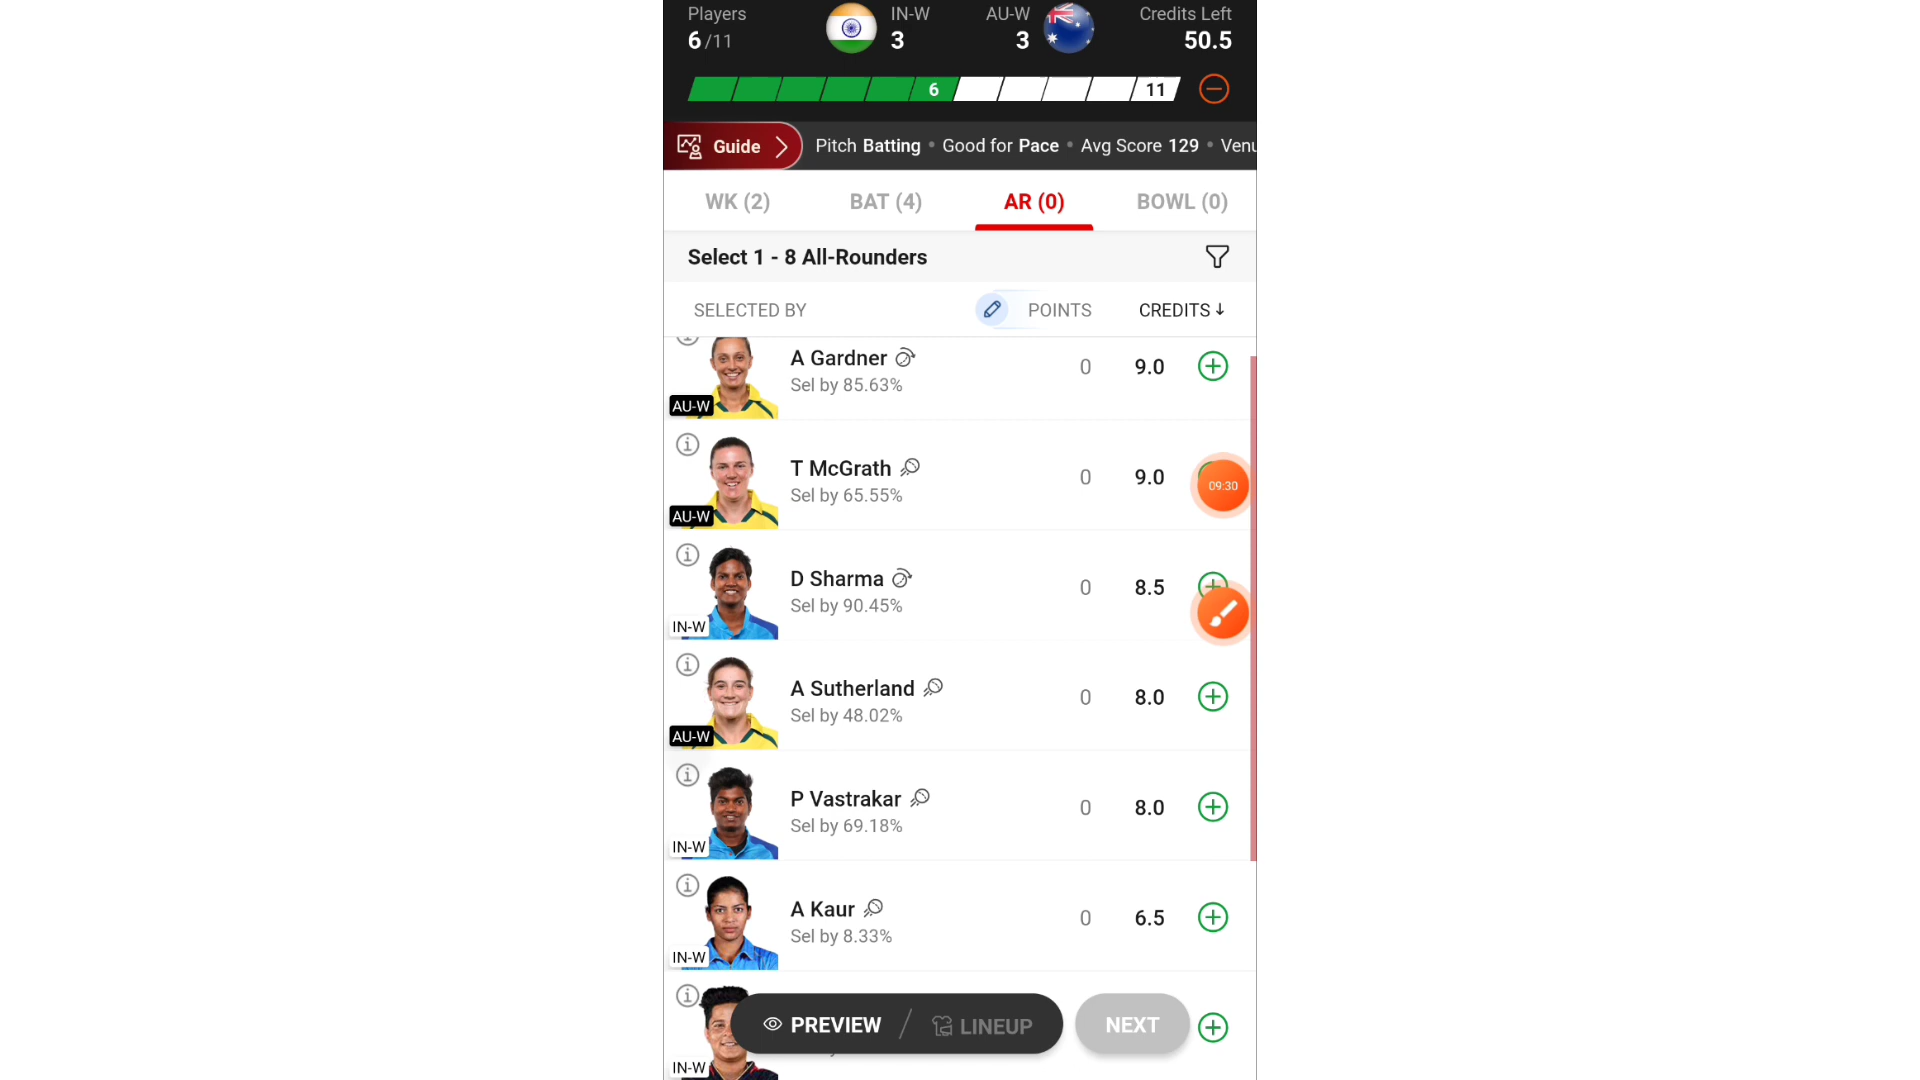 Players
6/11
IN-W
3
AU-W
3
Credits Left
50.5
6
11
Guide
Pitch Batting • Good for Pace • Avg Score 129 • Venu
WK (2)
BAT (4)
AR (0)
BOWL (0)
Select 1 - 8 All-Rounders
SELECTED BY
POINTS
CREDITS↓
A Gardner
Sel by 85.63%
0
9.0
AU-W
T McGrath
Sel by 65.55%
0
9.0
09:30
AU-W
D Sharma
Sel by 90.45%
0
8.5
IN-W
A Sutherland
Sel by 48.02%
0
8.0
AU-W
P Vastrakar
Sel by 69.18%
0
8.0
IN-W
A Kaur
Sel by 8.33%
0
6.5
IN-W
PREVIEW
LINEUP
NEXT
IN-W